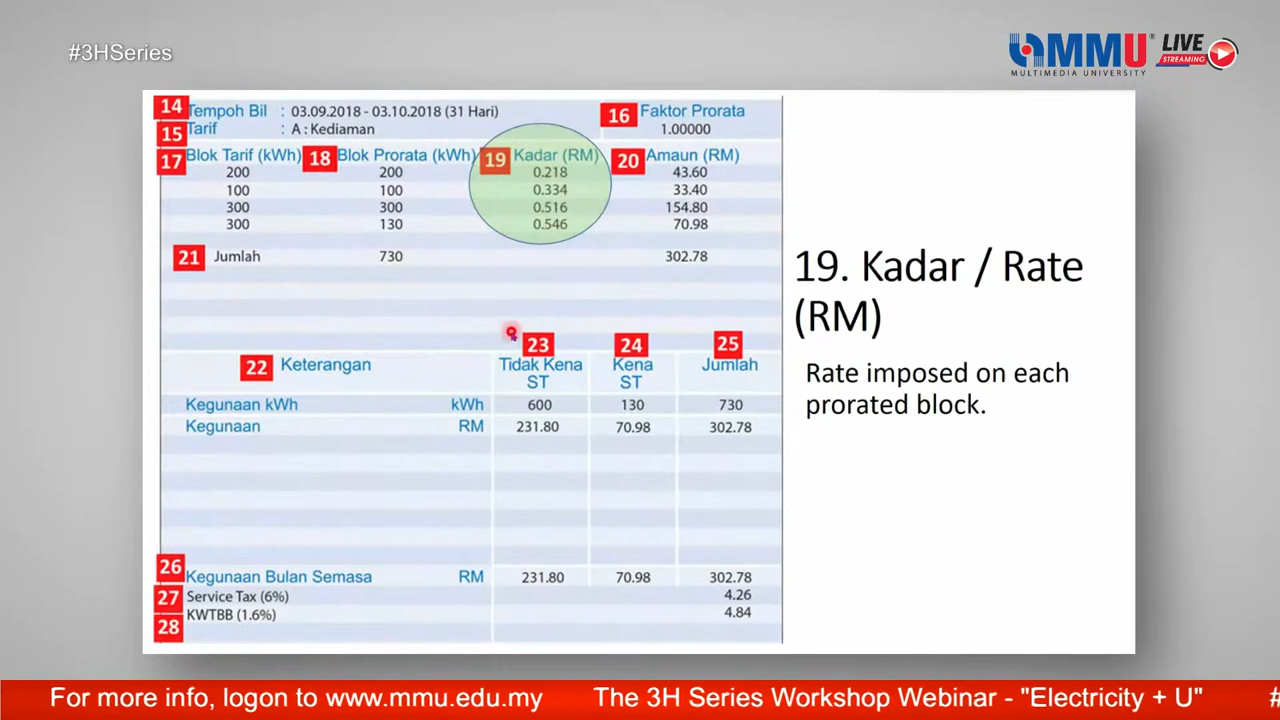 #3HSeries
MMU LIVE
STREAMING
MULTIMEDIA UNIVERSITY
14 Tempoh Bil : 03.09.2018 - 03.10.2018 (31 Hari) 16 Faktor Prorata
15 Tarif : A : Kediaman 1.00000
17 Blok Tarif (kWh) 18 Blok Prorata (kWh) 19 Kadar (RM) 20 Amaun (RM)
200 200 0.218 43.60
100 100 0.334 33.40
300 300 0.516 154.80
300 130 0.546 70.98
21 Jumlah 730 302.78
19. Kadar / Rate
(RM)
Rate imposed on each
prorated block.
23 24 25
22 Keterangan Tidak Kena Kena Jumlah
ST ST
Kegunaan kWh kWh 600 130 730
Kegunaan RM 231.80 70.98 302.78
26 Kegunaan Bulan Semasa RM 231.80 70.98 302.78
27 Service Tax (6%) 4.26
28 KWTBB (1.6%) 4.84
For more info, logon to www.mmu.edu.my The 3H Series Workshop Webinar - "Electricity + U" #